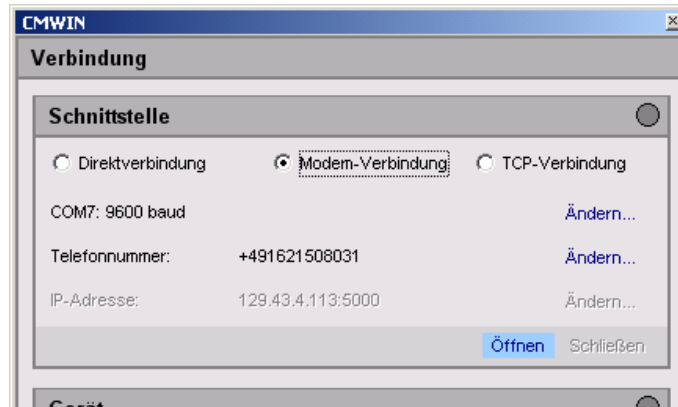 CMWIN
Verbindung
Schnittstelle
Direktverbindung Modem-Verbindung TCP-Verbindung
COM7: 9600 baud Ändern...
Telefonnummer: +491621508031 Ändern...
IP-Adresse: 129.43.4.113:5000 Ändern...
Öffnen Schließen
Gerät